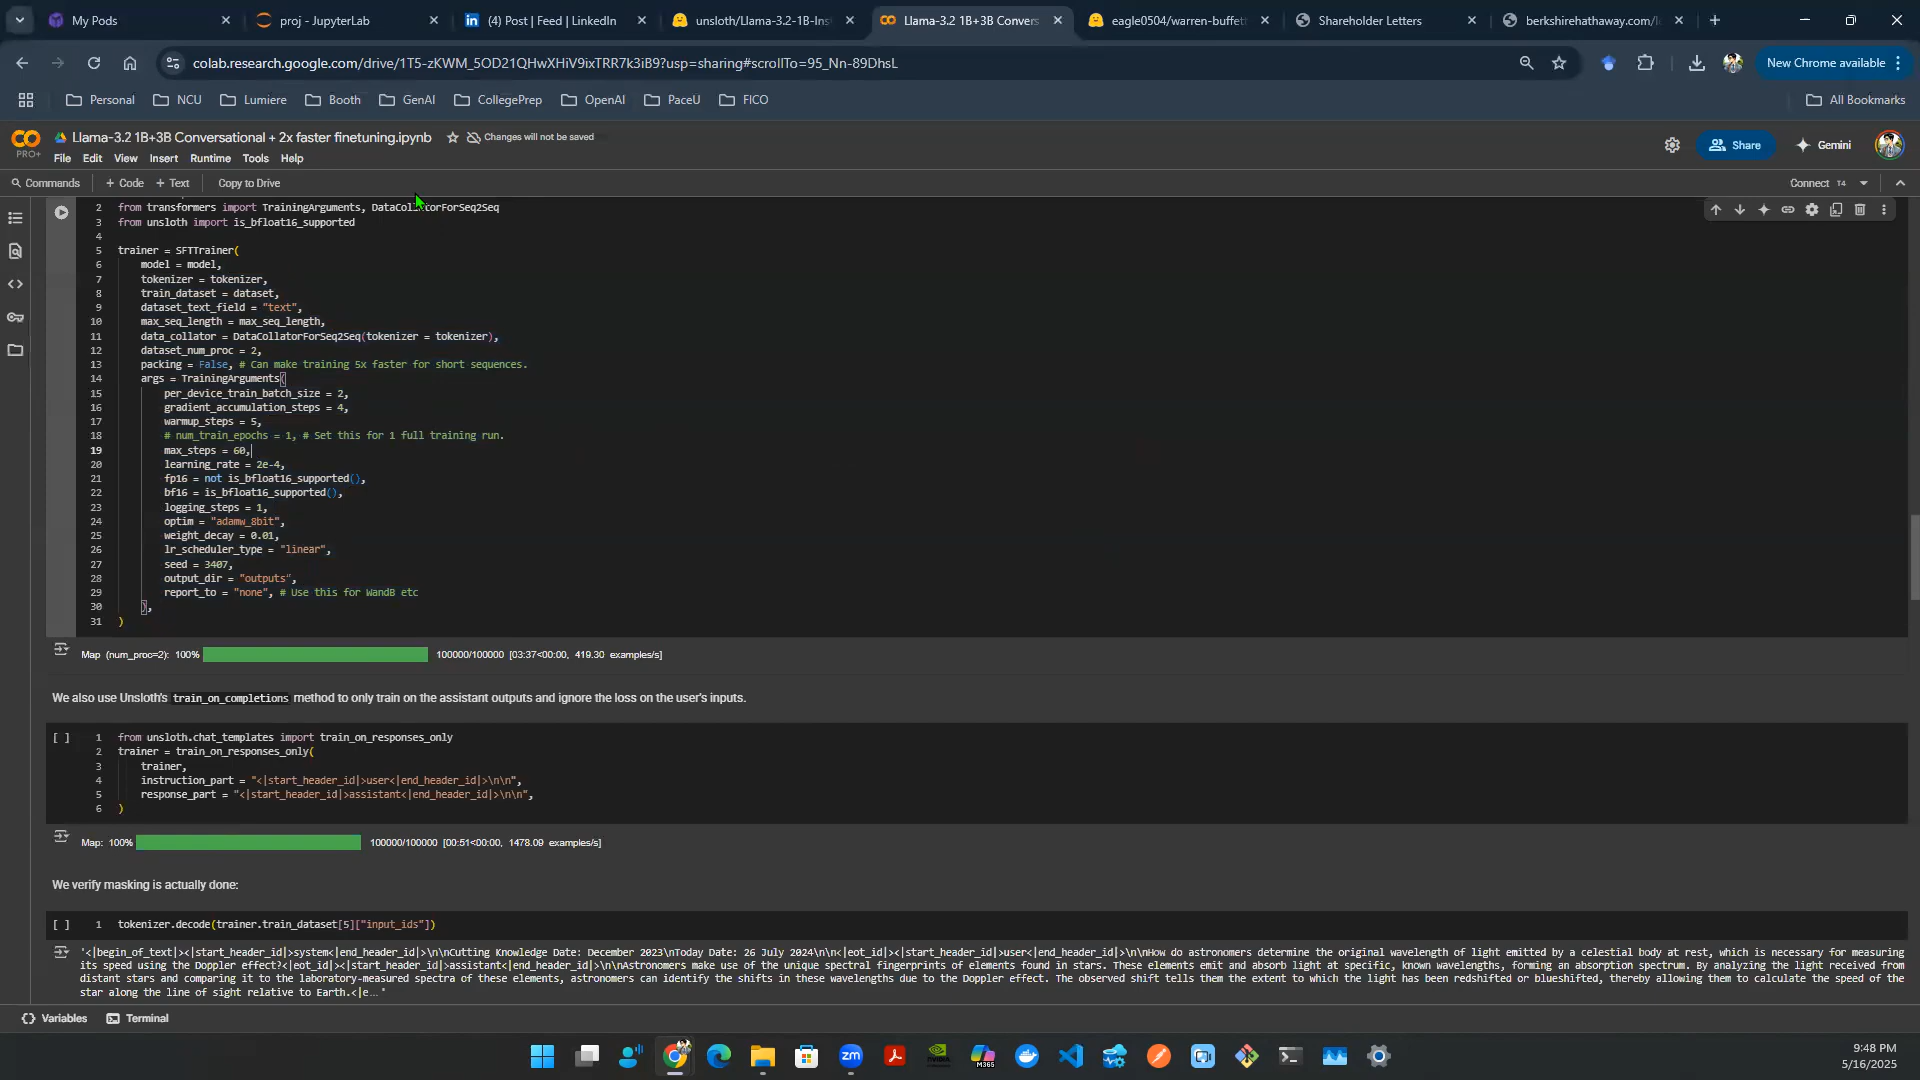 My Pods
proj - JupyterLab
(4) Post | Feed | LinkedIn
unsloth/Llama-3.2-1B-Ins
Llama-3.2 1B+3B Convers
eagle0504/warren-buffett
Shareholder Letters
berkshirehathaway.com/l
colab.research.google.com/drive/1T5-zKWM_5OD21QHwXHiV9ixTRR7k3iB9?usp=sharing#scrollTo=95_Nn-89DhsL
New Chrome available
Personal
NCU
Lumiere
Booth
GenAI
CollegePrep
OpenAI
PaceU
FICO
All Bookmarks
CO
PRO+
Llama-3.2 1B+3B Conversational + 2x faster finetuning.ipynb
Changes will not be saved
File Edit View Insert Runtime Tools Help
Share
Gemini
Commands + Code + Text Copy to Drive
Connect T4
2 from transformers import TrainingArguments, DataCollatorForSeq2Seq
3 from unsloth import is_bfloat16_supported
4
5 trainer = SFTTrainer(
6 model = model,
7 tokenizer = tokenizer,
8 train_dataset = dataset,
9 dataset_text_field = "text",
10 max_seq_length = max_seq_length,
11 data_collator = DataCollatorForSeq2Seq(tokenizer = tokenizer),
12 dataset_num_proc = 2,
13 packing = False, # Can make training 5x faster for short sequences.
14 args = TrainingArguments(
15 per_device_train_batch_size = 2,
16 gradient_accumulation_steps = 4,
17 warmup_steps = 5,
18 # num_train_epochs = 1, # Set this for 1 full training run.
19 max_steps = 60,
20 learning_rate = 2e-4,
21 fp16 = not is_bfloat16_supported(),
22 bf16 = is_bfloat16_supported(),
23 logging_steps = 1,
24 optim = "adamw_8bit",
25 weight_decay = 0.01,
26 lr_scheduler_type = "linear",
27 seed = 3407,
28 output_dir = "outputs",
29 report_to = "none", # Use this for WandB etc
30 ),
31 )
Map (num_proc=2): 100% 100000/100000 [03:37<00:00, 419.30 examples/s]
We also use Unsloth's train_on_completions method to only train on the assistant outputs and ignore the loss on the user's inputs.
[ ] 1 from unsloth.chat_templates import train_on_responses_only
2 trainer = train_on_responses_only(
3 trainer,
4 instruction_part = "<|start_header_id|>user<|end_header_id|>\n\n",
5 response_part = "<|start_header_id|>assistant<|end_header_id|>\n\n",
6 )
Map: 100% 100000/100000 [00:51<00:00, 1478.09 examples/s]
We verify masking is actually done:
[ ] 1 tokenizer.decode(trainer.train_dataset[5]["input_ids"])
'<|begin_of_text|><|start_header_id|>system<|end_header_id|>\n\nCutting Knowledge Date: December 2023\nToday Date: 26 July 2024\n\n<|eot_id|><|start_header_id|>user<|end_header_id|>\n\nHow do astronomers determine the original wavelength of light emitted by a celestial body at rest, which is necessary for measuring
its speed using the Doppler effect?<|eot_id|><|start_header_id|>assistant<|end_header_id|>\n\nAstronomers make use of the unique spectral fingerprints of elements found in stars. These elements emit and absorb light at specific, known wavelengths, forming an absorption spectrum. By analyzing the light received from
distant stars and comparing it to the laboratory-measured spectra of these elements, astronomers can identify the shifts in these wavelengths due to the Doppler effect. The observed shift tells them the extent to which the light has been redshifted or blueshifted, thereby allowing them to calculate the speed of the
star along the line of sight relative to Earth.<|e…'
Variables Terminal
zm
M365
9:48 PM
5/16/2025